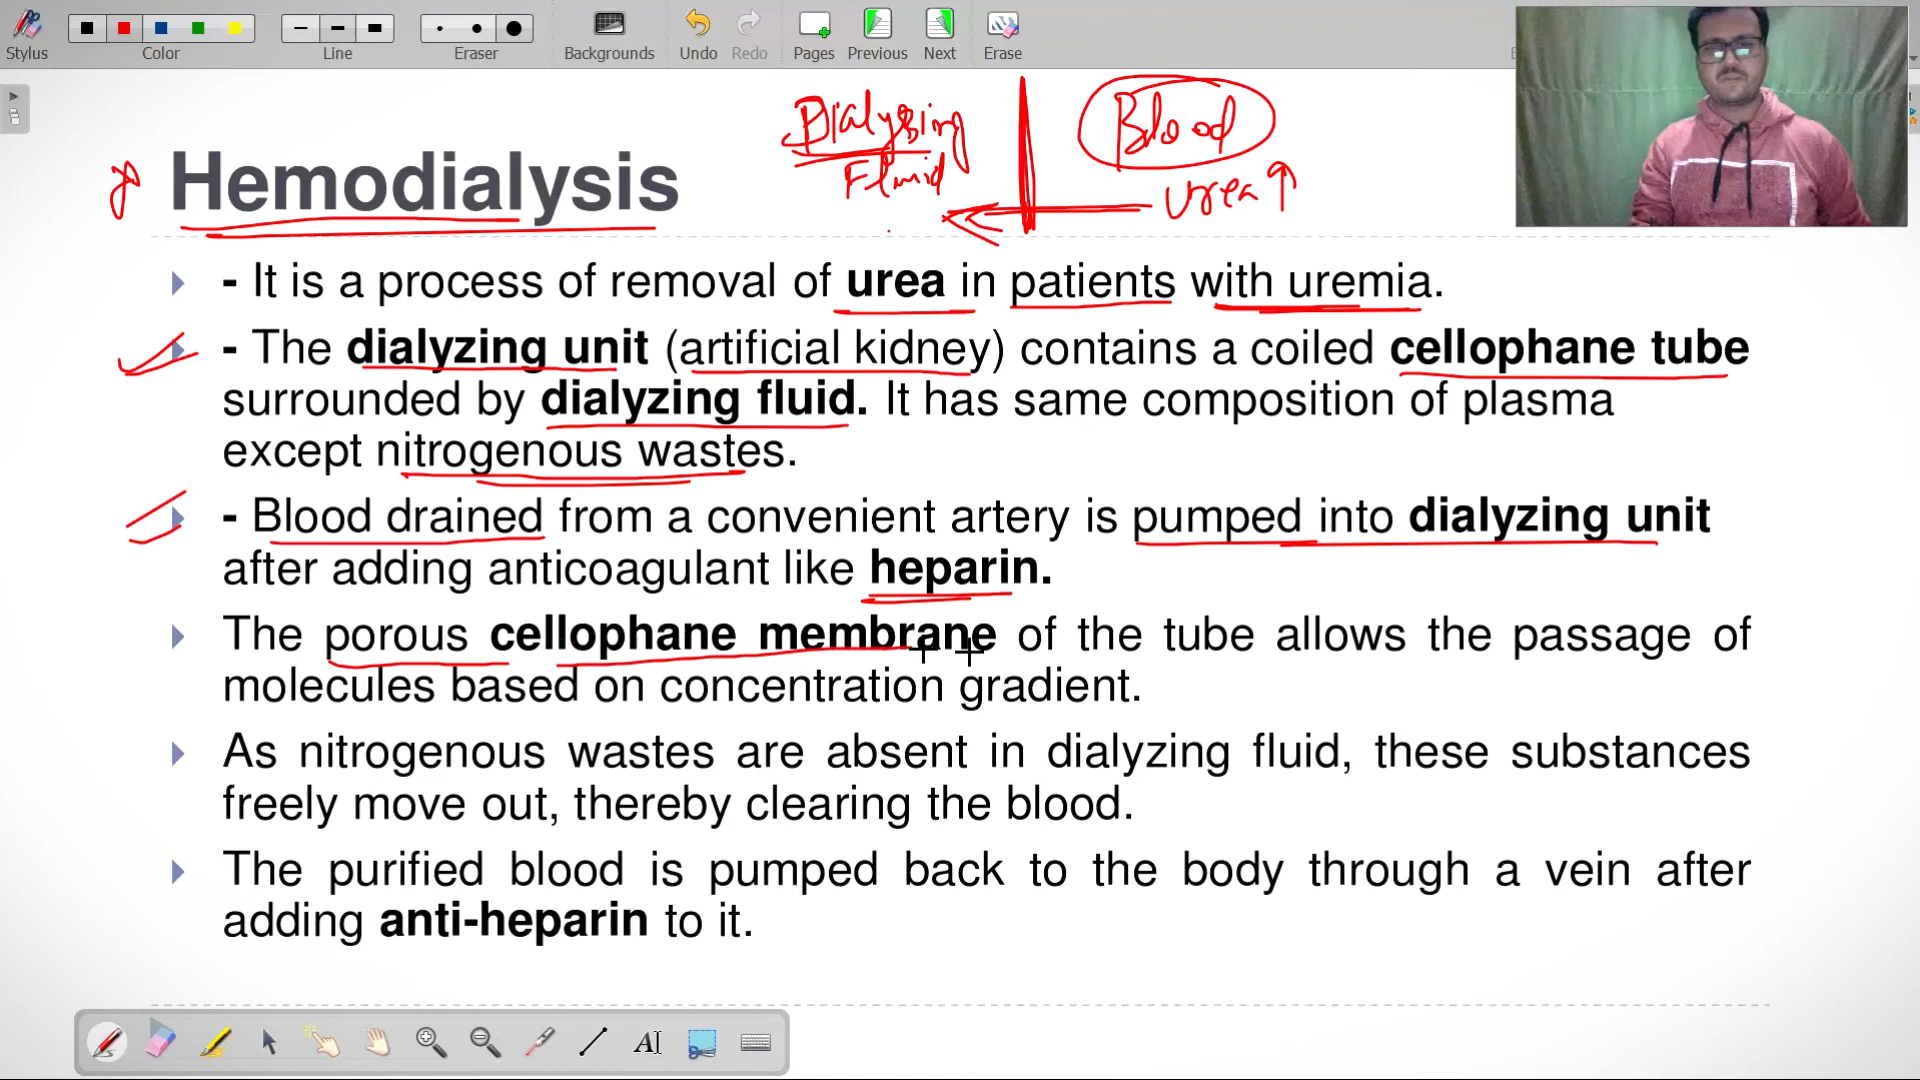 Stylus
Color
Line
Eraser
Backgrounds
Undo
Redo
Pages
Previous
Next
Erase
Dialysing
Fluid
Blood
Urea ↑
Hemodialysis
- It is a process of removal of urea in patients with uremia.
- The dialyzing unit (artificial kidney) contains a coiled cellophane tube
surrounded by dialyzing fluid. It has same composition of plasma
except nitrogenous wastes.
- Blood drained from a convenient artery is pumped into dialyzing unit
after adding anticoagulant like heparin.
The porous cellophane membrane of the tube allows the passage of
molecules based on concentration gradient.
As nitrogenous wastes are absent in dialyzing fluid, these substances
freely move out, thereby clearing the blood.
The purified blood is pumped back to the body through a vein after
adding anti-heparin to it.